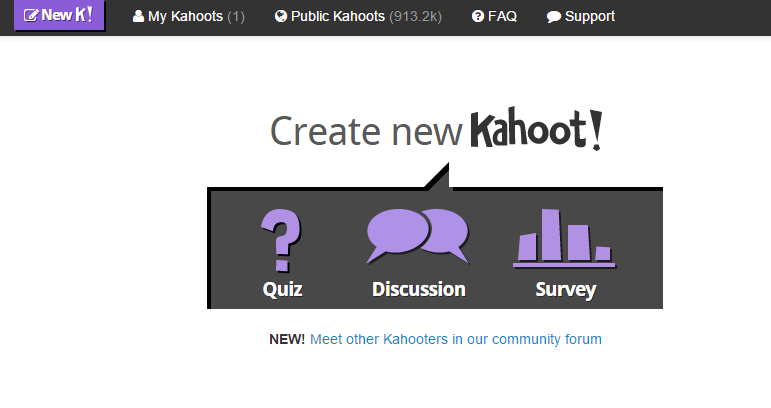 New K! My Kahoots (1) Public Kahoots (913.2k) FAQ Support
Create new Kahoot!
Quiz Discussion Survey
NEW! Meet other Kahooters in our community forum